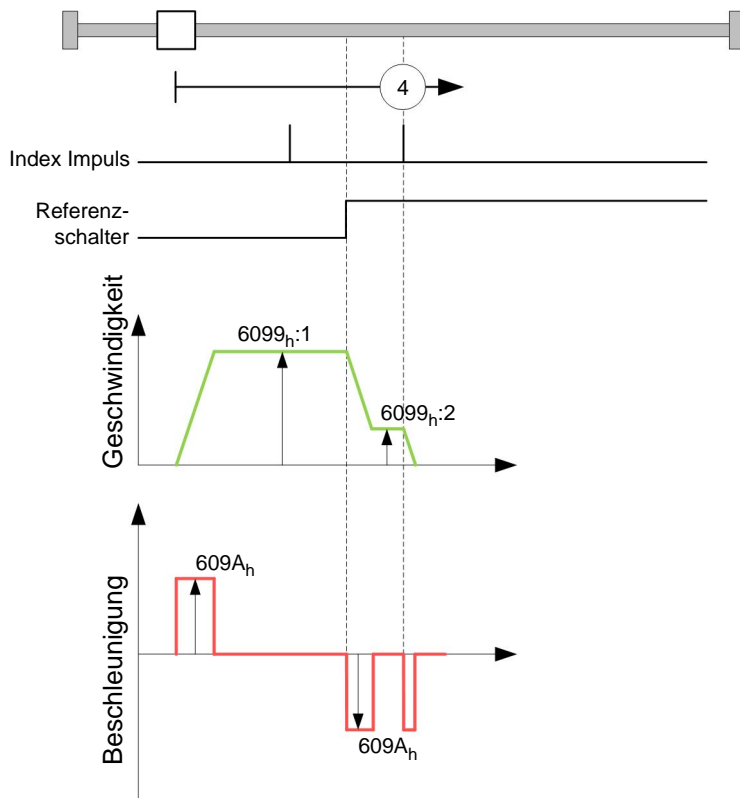 4
Index Impuls
Referenz-
schalter
Geschwindigkeit
6099h:1
6099h:2
Beschleunigung
609Ah
609Ah